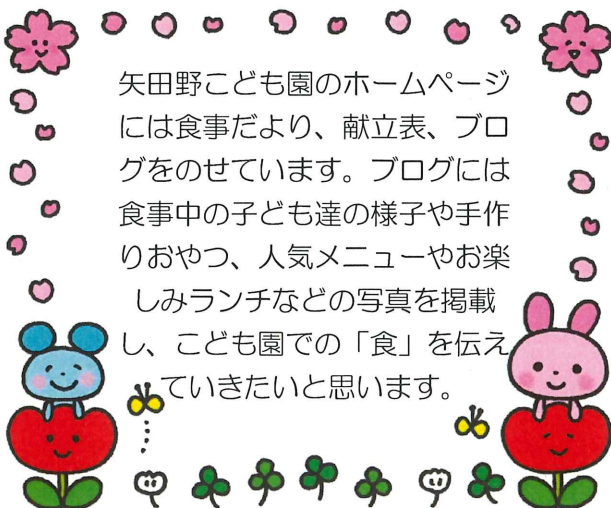 矢田野こども園のホームページ
には食事だより、献立表、ブロ
グをのせています。ブログには
食事中の子ども達の様子や手作
りおやつ、人気メニューやお楽
しみランチなどの写真を掲載
し、こども園での「食」を伝え
ていきたいと思います。